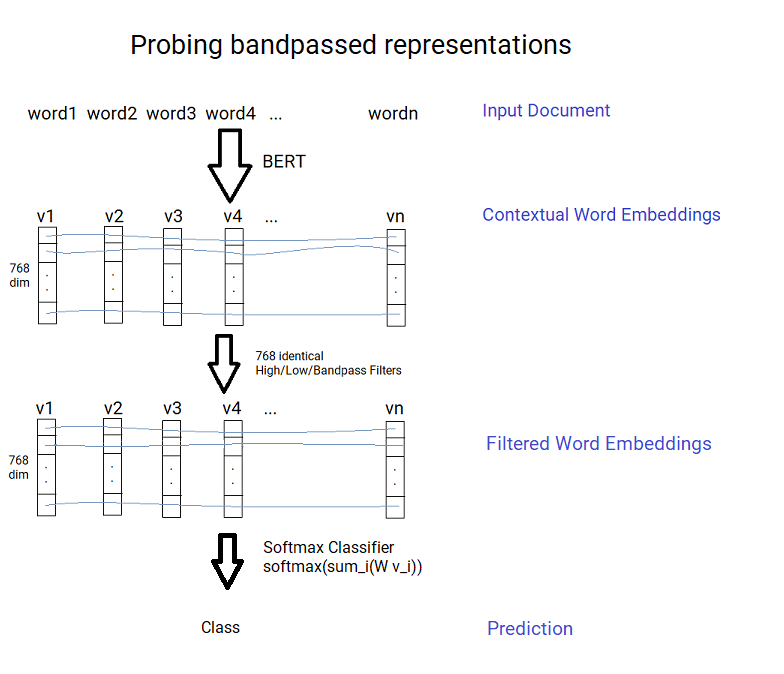 Probing bandpassed representations
word1 word2 word3 word4 ... wordn
Input Document
BERT
v1 v2 v3 v4 ... vn
Contextual Word Embeddings
768
dim
768 identical
High/Low/Bandpass Filters
v1 v2 v3 v4 ... vn
Filtered Word Embeddings
768
dim
Softmax Classifier
softmax(sum_i(W v_i))
Class
Prediction